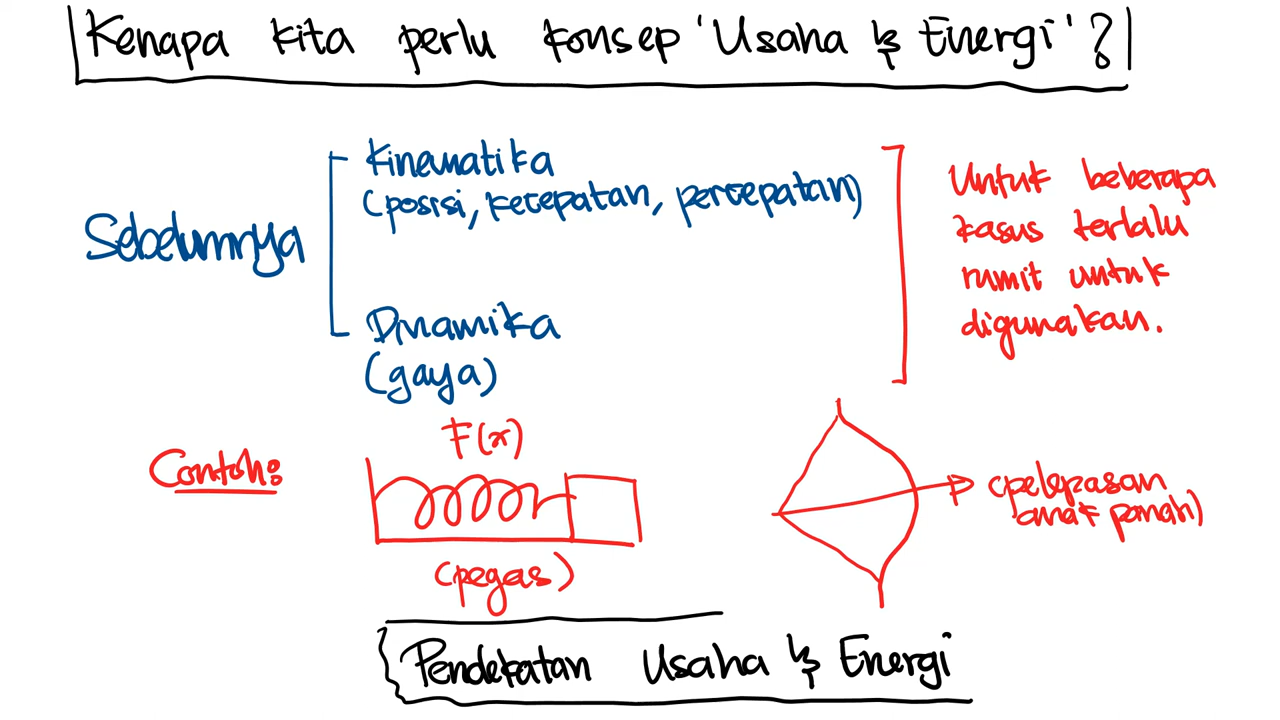 Kenapa kita perlu konsep 'Usaha & Energi'?
Sebelumnya
Kinematika
(posisi, kecepatan, percepatan)
Dinamika
(gaya)
Untuk beberapa
kasus terlalu
rumit untuk
digunakan.
Contoh:
F(x)
(pegas)
(pelepasan
anak panah)
Pendekatan Usaha & Energi